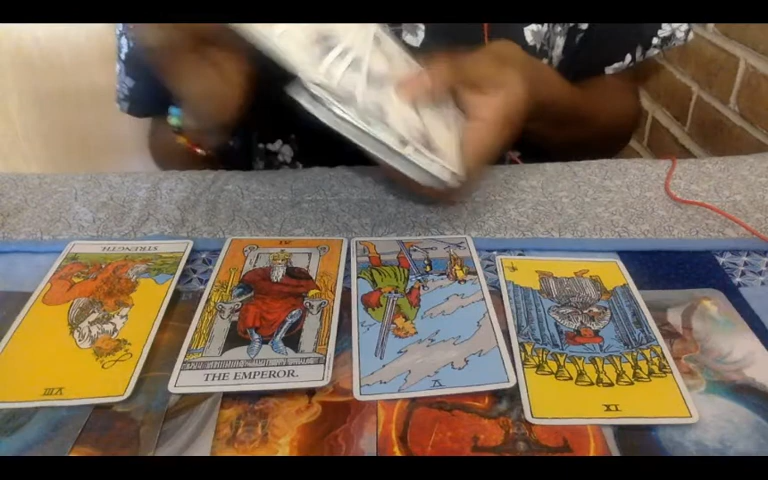 STRENGTH.
VIII
IV
THE EMPEROR.
V
IX